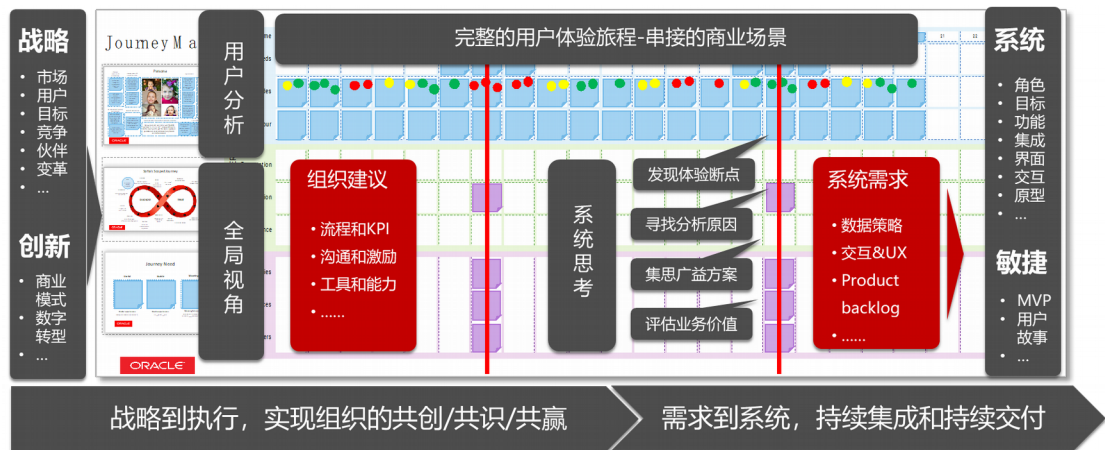 战略
• 市场
• 用户
• 目标
• 竞争
• 伙伴
• 变革
• ...
创新
• 商业
模式
• 数字
转型
• ...
Journey Ma
Journey Need
ORACLE
用户分析
全局视角
完整的用户体验旅程-串接的商业场景
组织建议
• 流程和KPI
• 沟通和激励
• 工具和能力
• ......
系统思考
发现体验断点
寻找分析原因
集思广益方案
评估业务价值
系统需求
• 数据策略
• 交互&UX
• Product
backlog
• ......
系统
• 角色
• 目标
• 功能
• 集成
• 界面
• 交互
• 原型
• ...
敏捷
• MVP
• 用户
故事
• ...
战略到执行，实现组织的共创/共识/共赢
需求到系统，持续集成和持续交付